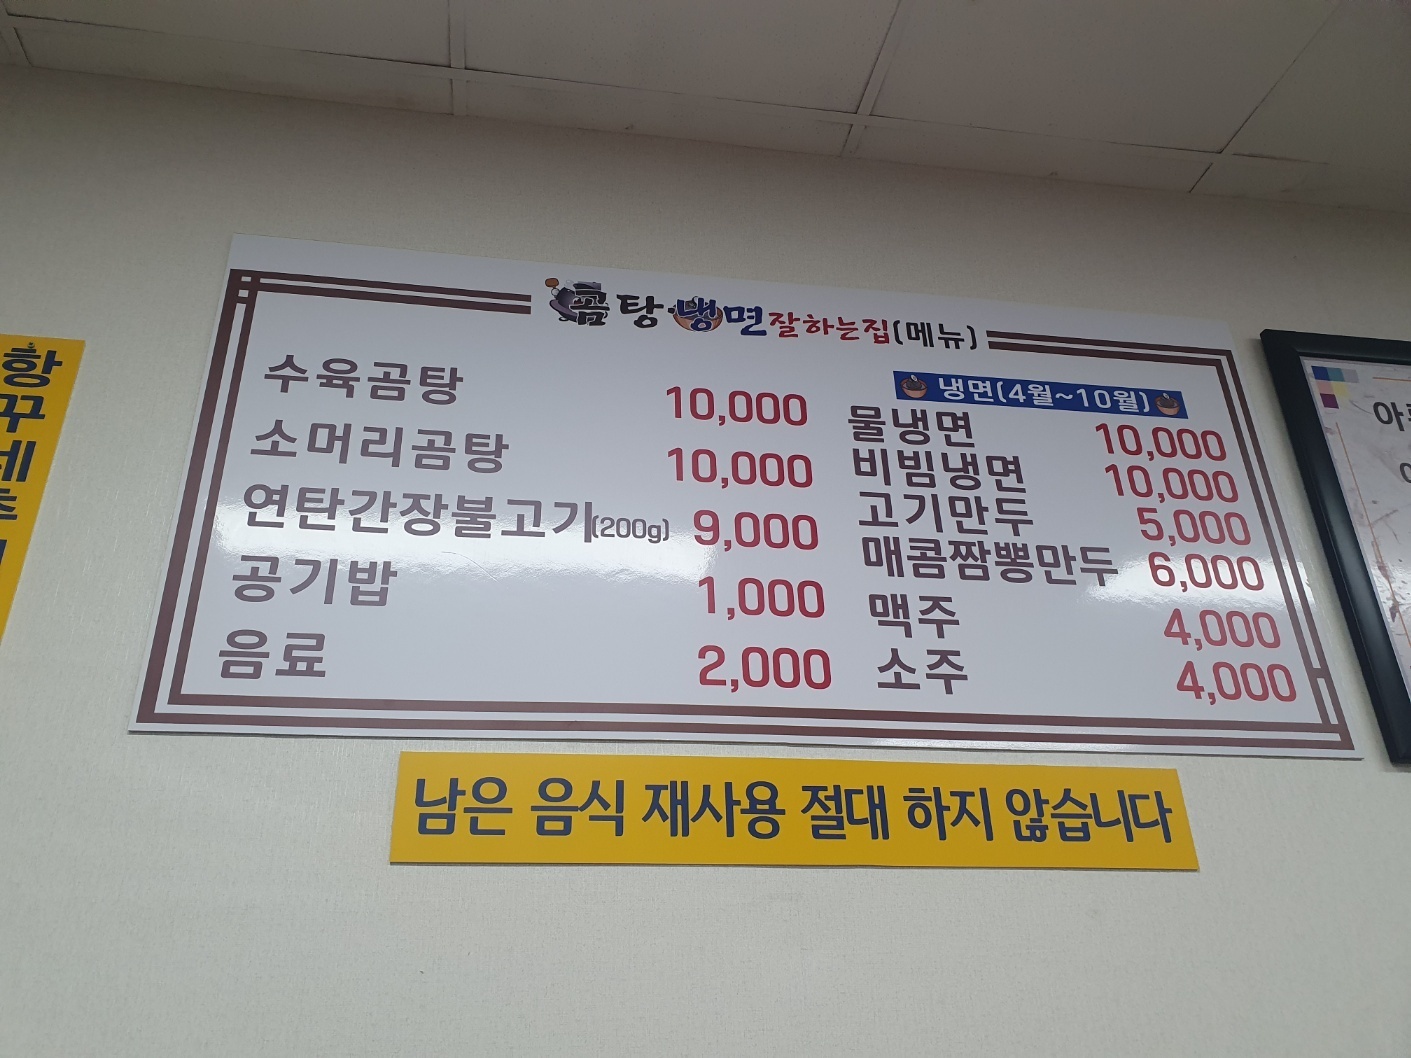 곰탕·냉면잘하는집(메뉴)
수육곰탕 10,000
소머리곰탕 10,000
연탄간장불고기(200g) 9,000
공기밥 1,000
음료 2,000
냉면(4월~10월)
물냉면 10,000
비빔냉면 10,000
고기만두 5,000
매콤짬뽕만두 6,000
맥주 4,000
소주 4,000
남은 음식 재사용 절대 하지 않습니다
항
꾸